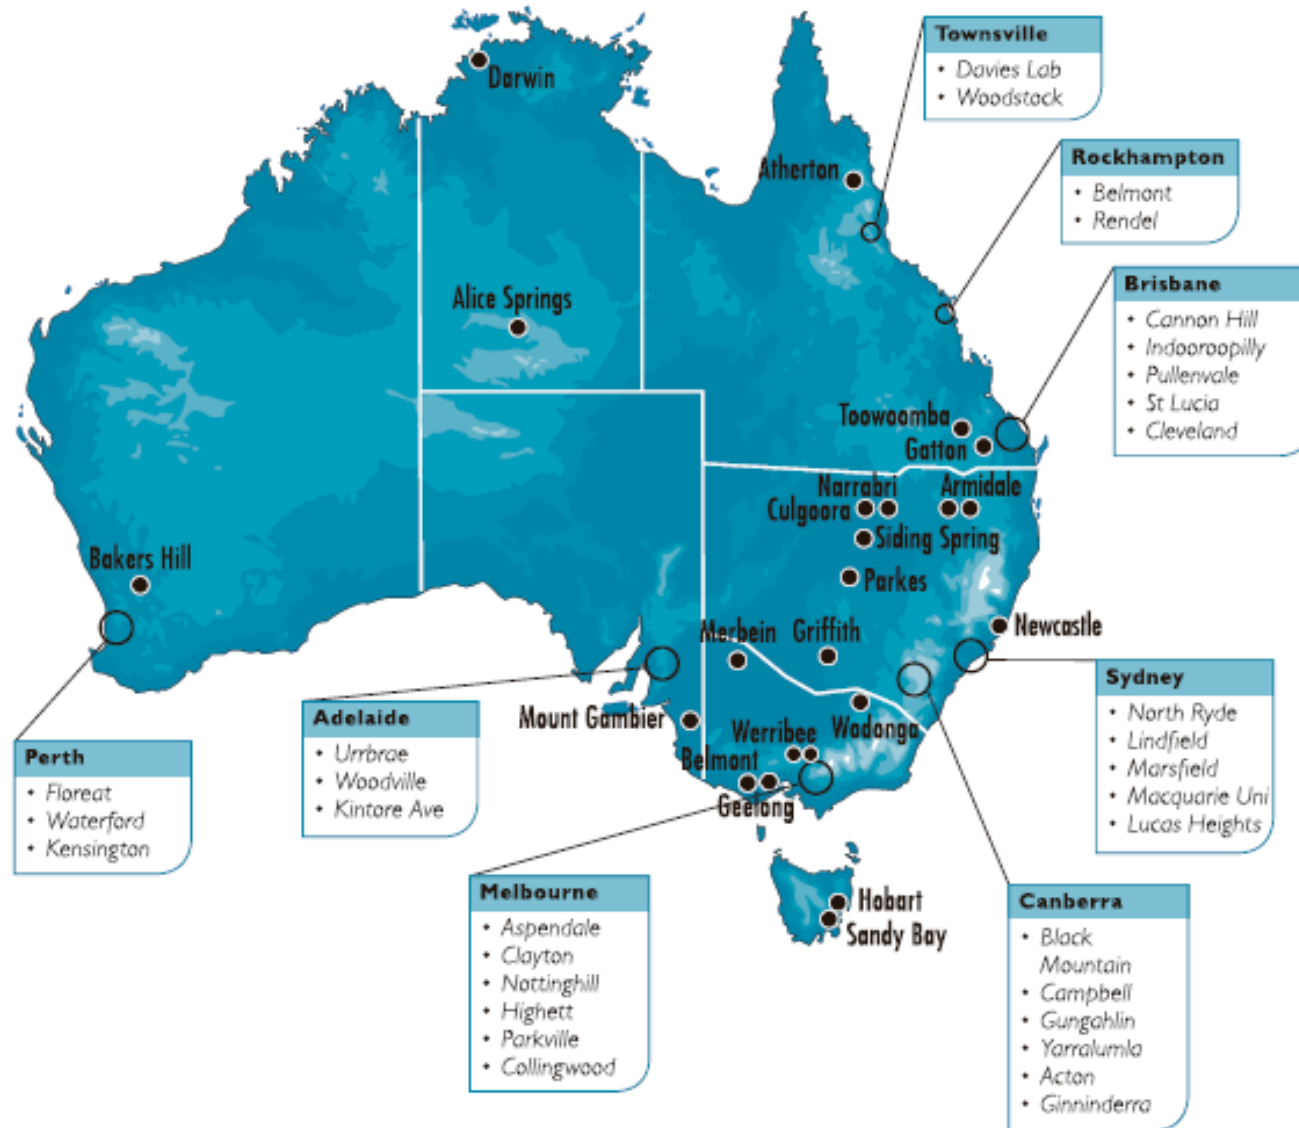 Townsville
• Davies Lab
• Woodstock
Darwin
Rockhampton
• Belmont
• Rendel
Atherton
Brisbane
• Cannon Hill
• Indooroopilly
• Pullenvale
• St Lucia
• Cleveland
Alice Springs
Toowoomba
Gatton
Narrabri
Armidale
Culgoora
Siding Spring
Bakers Hill
Parkes
Newcastle
Merbein
Griffith
Sydney
• North Ryde
• Lindfield
• Marsfield
• Macquarie Uni
• Lucas Heights
Adelaide
• Urrbrae
• Woodville
• Kintore Ave
Mount Gambier
Wodonga
Werribee
Belmont
Geelong
Perth
• Floreat
• Waterford
• Kensington
Melbourne
• Aspendale
• Clayton
• Nottinghill
• Highett
• Parkville
• Collingwood
Hobart
Sandy Bay
Canberra
• Black
Mountain
• Campbell
• Gungahlin
• Yarralumla
• Acton
• Ginninderra